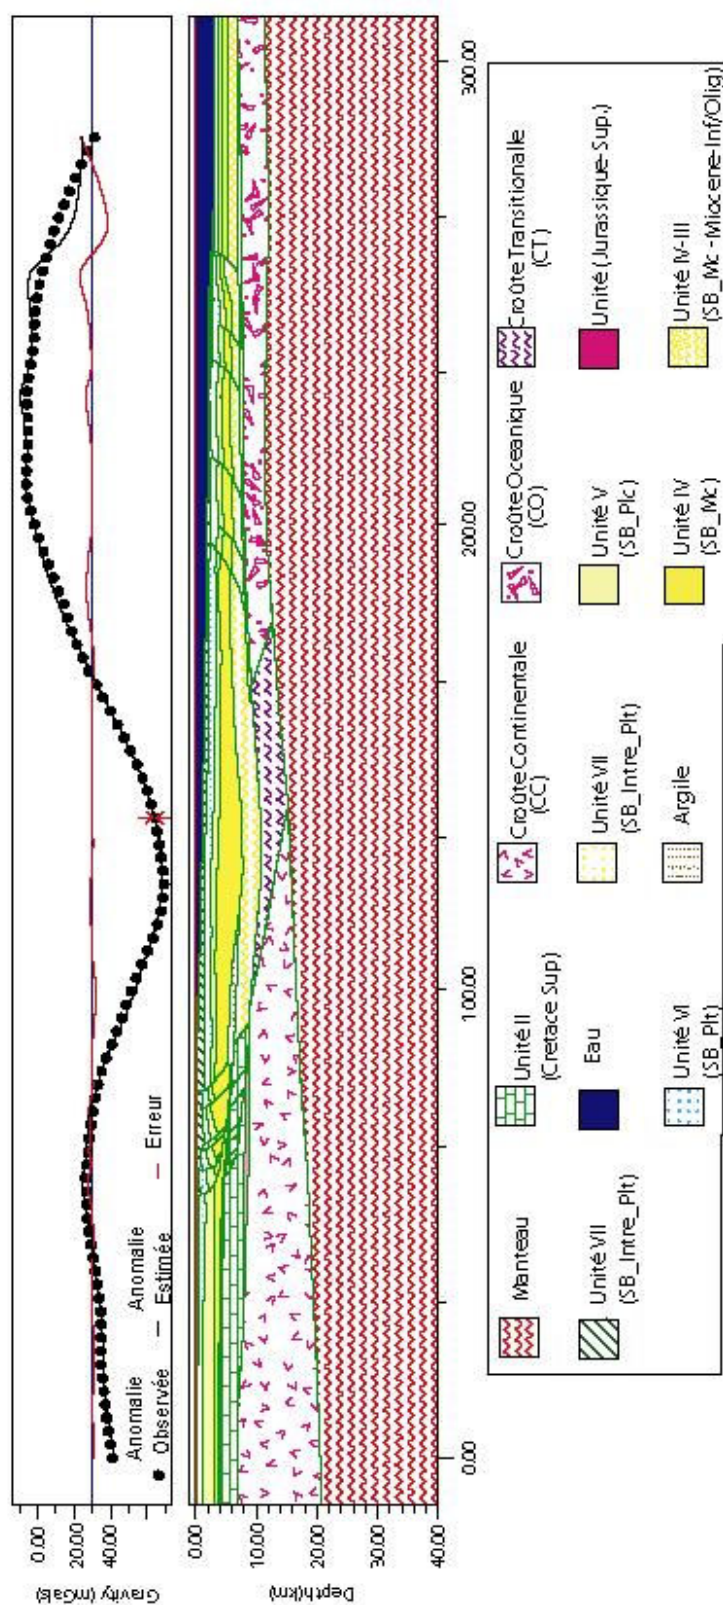 Gravity (mGals)
0.00
20.00
40.00
Anomalie
Observée
Anomalie
Estimée
Erreur
Depth(km)
0.00
10.00
20.00
30.00
40.00
0.00
100.00
200.00
300.00
Manteau
Unité II
(Cretace Sup)
Croûte Continentale
(CC)
Croûte Oceanique
(CO)
Croûte Transitionalle
(CT)
Unité VII
(SB_Intre_Plt)
Eau
Unité VII
(SB_Intre_Plt)
Unité V
(SB_Plc)
Unité (Jurassique-Sup.)
Unité VI
(SB_Plt)
Argile
Unité IV
(SB_Mc)
Unité IV-III
(SB_Mc-Miocene-Inf/Olig)